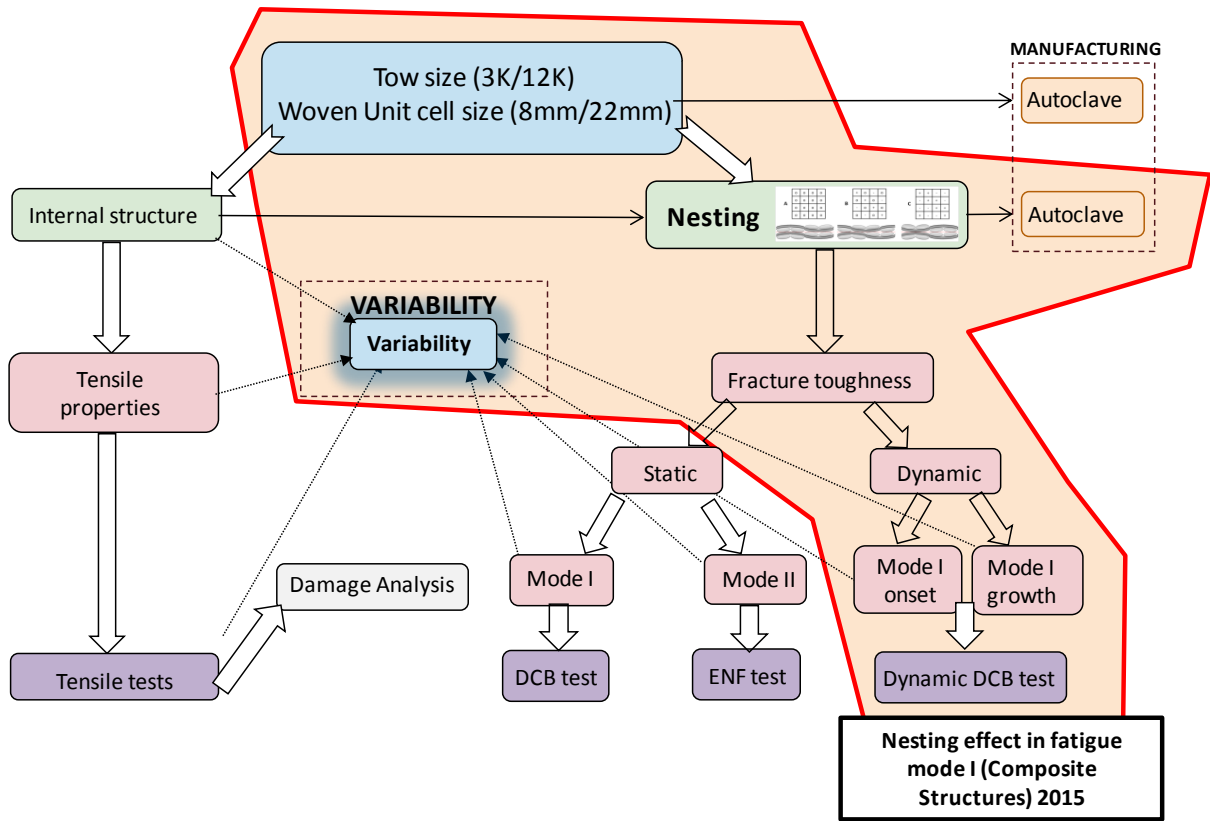 MANUFACTURING
Tow size (3K/12K)
Woven Unit cell size (8mm/22mm)
Autoclave
Internal structure
Nesting
A
B
C
Autoclave
VARIABILITY
Variability
Tensile
properties
Fracture toughness
Static
Dynamic
Damage Analysis
Mode I
Mode II
Mode I
onset
Mode I
growth
Tensile tests
DCB test
ENF test
Dynamic DCB test
Nesting effect in fatigue
mode I (Composite
Structures) 2015